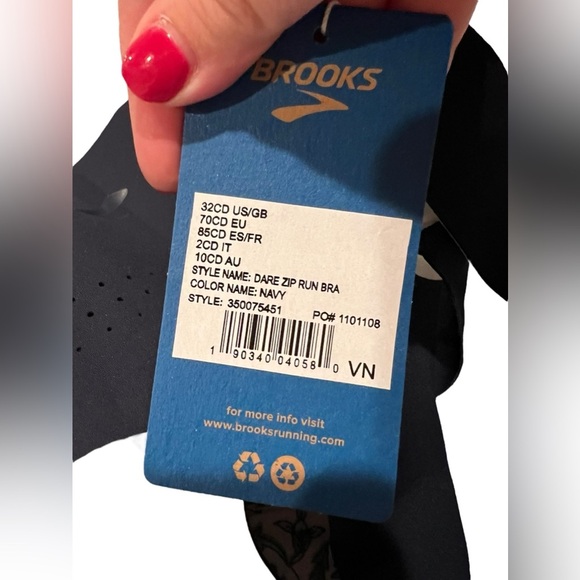 BROOKS
32CD US/GB
70CD EU
85CD ES/FR
2CD IT
10CD AU
STYLE NAME: DARE ZIP RUN BRA
COLOR NAME: NAVY
STYLE: 350075451 PO# 1101108
1 90340 04058 0 VN
for more info visit
www.brooksrunning.com